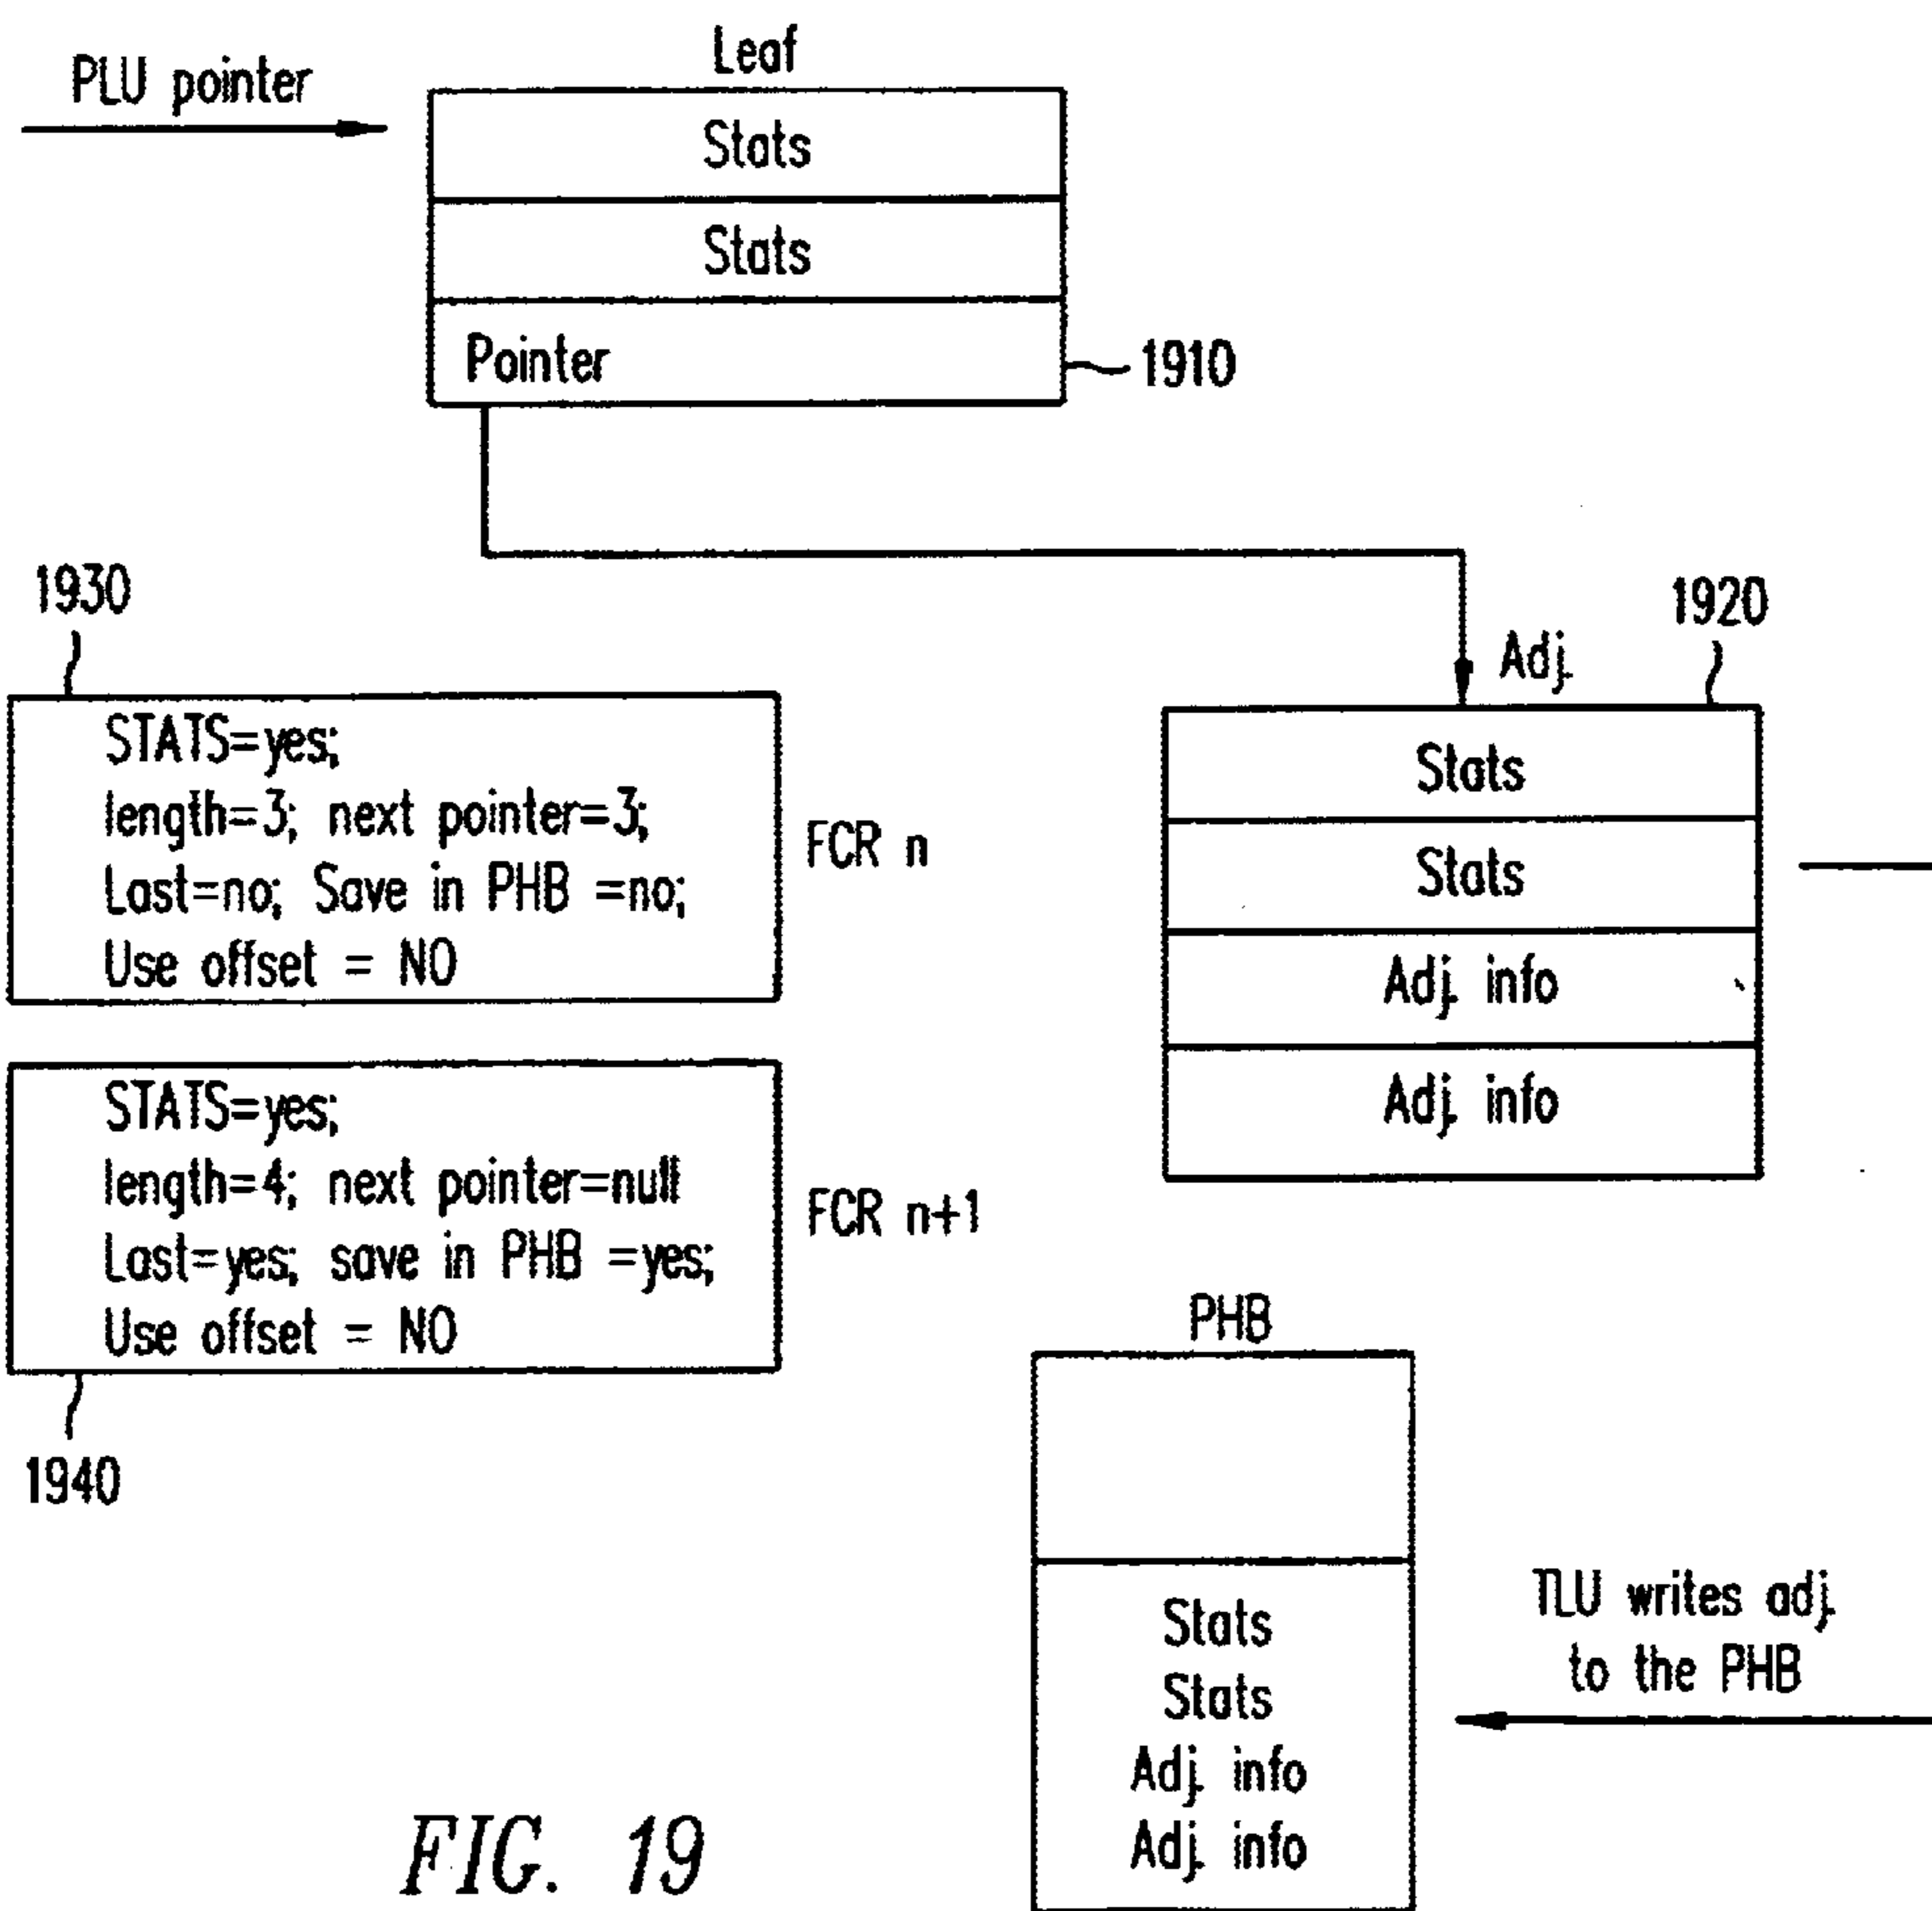 Leaf
PLU pointer
Stats
Stats
Pointer
1910
1930
1920
Adj.
STATS=yes;
length=3; next pointer=3;
Last=no; Save in PHB =no;
Use offset = NO
FCR n
Stats
Stats
Adj. info
Adj. info
STATS=yes;
length=4; next pointer=null
Last=yes; save in PHB =yes;
Use offset = NO
FCR n+1
1940
PHB
Stats
Stats
Adj. info
Adj. info
TLU writes adj.
to the PHB
FIG. 19